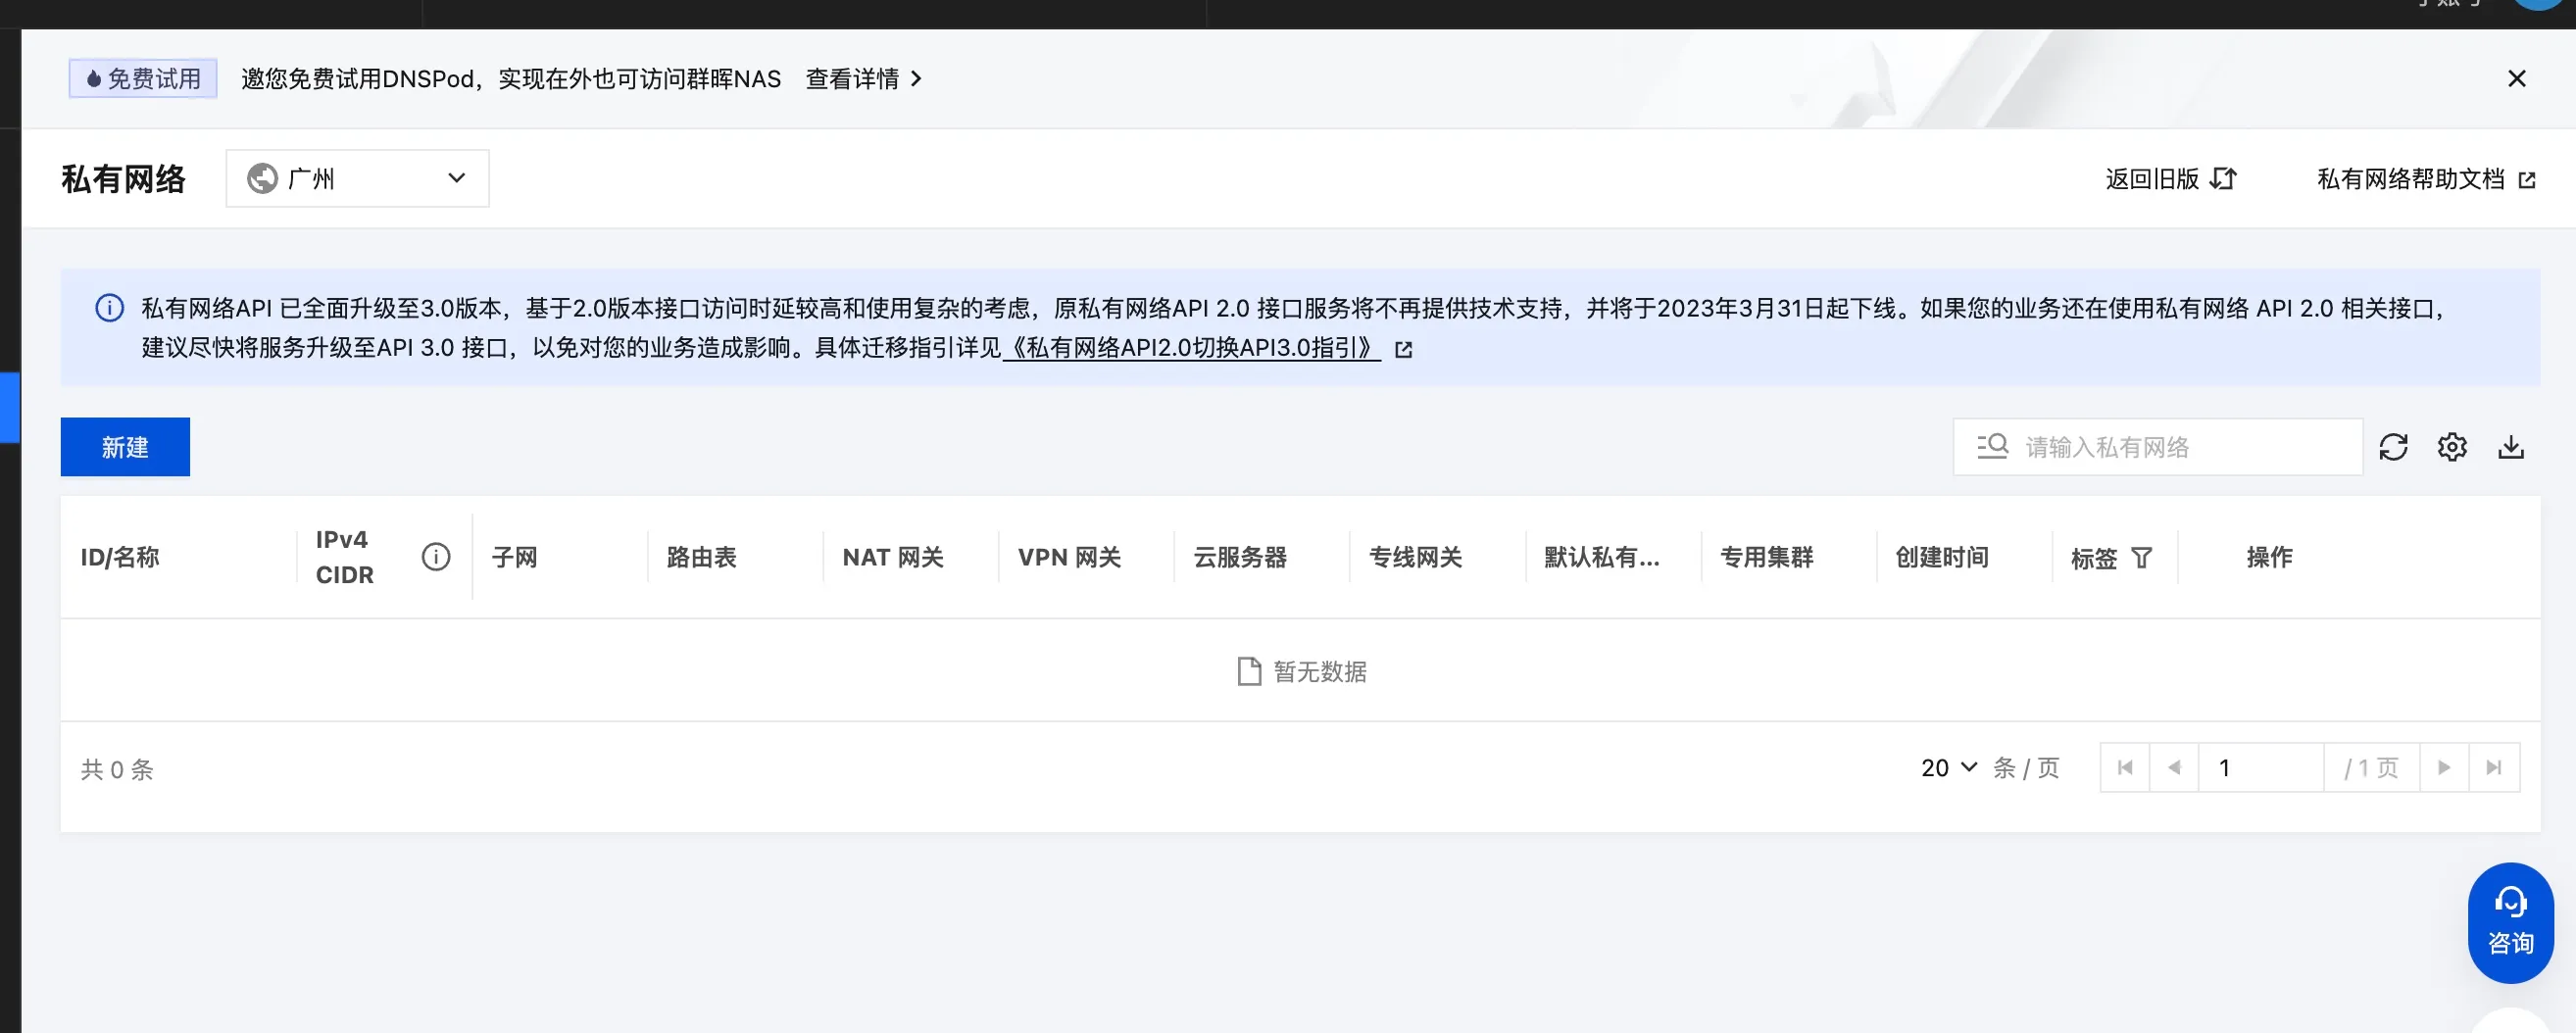 免费试用 邀您免费试用DNSPod，实现在外也可访问群晖NAS 查看详情
私有网络 广州 返回旧版 私有网络帮助文档
私有网络API 已全面升级至3.0版本，基于2.0版本接口访问时延较高和使用复杂的考虑，原私有网络API 2.0 接口服务将不再提供技术支持，并将于2023年3月31日起下线。如果您的业务还在使用私有网络 API 2.0 相关接口，
建议尽快将服务升级至API 3.0 接口，以免对您的业务造成影响。具体迁移指引详见《私有网络API2.0切换API3.0指引》
新建 请输入私有网络
ID/名称 IPv4 CIDR 子网 路由表 NAT 网关 VPN 网关 云服务器 专线网关 默认私有... 专用集群 创建时间 标签 操作
暂无数据
共 0 条 20 条 / 页 1 / 1 页
咨询